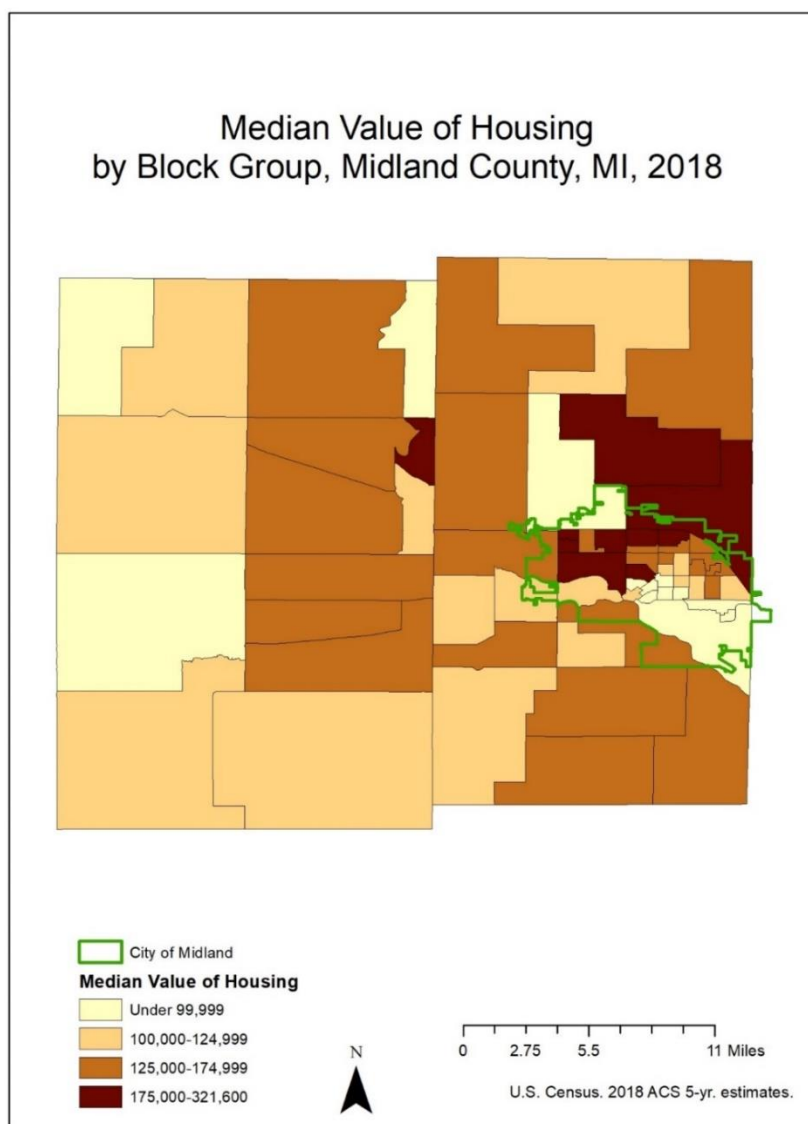 Median Value of Housing
by Block Group, Midland County, MI, 2018
City of Midland
Median Value of Housing
Under 99,999
100,000-124,999
125,000-174,999
175,000-321,600
N
0 2.75 5.5 11 Miles
U.S. Census. 2018 ACS 5-yr. estimates.